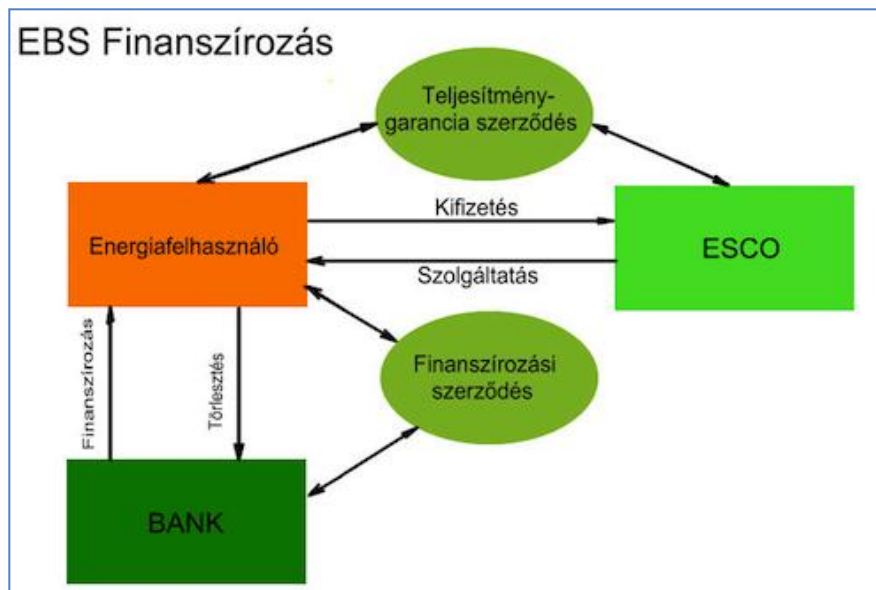 EBS Finanszírozás
Teljesítmény-
garancia szerződés
Kifizetés
Energiafelhasználó
ESCO
Szolgáltatás
Finanszírozás
Törlesztés
Finanszírozási
szerződés
BANK